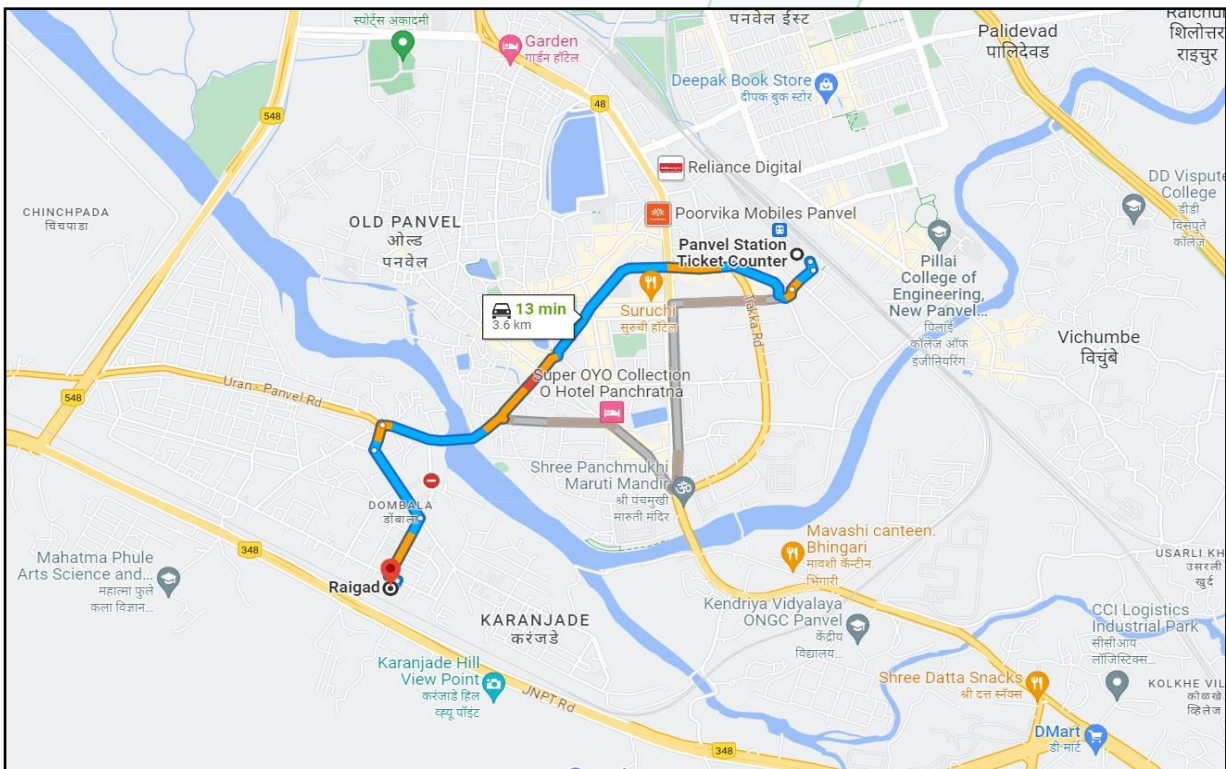 स्पोर्ट्स अकादमी
पनवेल ईस्ट
Palidevad
पालिदेवड
शिलोत्तर
राइचुर
Garden
गार्डन हॉटेल
Deepak Book Store
दीपक बुक स्टोर
48
548
Reliance Digital
DD Vispute
College
डीडी
विसपुते
कॉलेज
CHINCHPADA
चिंचपाडा
OLD PANVEL
ओल्ड
पनवेल
Poorvika Mobiles Panvel
Panvel Station
Ticket Counter
Pillai
College of
Engineering,
New Panvel...
पिलाई
कॉलेज ऑफ
इंजीनियरिंग
Suruchi
सुरुची हॉटेल
Takka Rd
13 min
3.6 km
Vichumbe
विचुंबे
Super OYO Collection
O Hotel Panchratna
Uran - Panvel Rd
548
Shree Panchmukhi
Maruti Mandir
श्री पंचमुखी
मारुती मंदिर
DOMBALA
डोंबाला
Mavashi canteen.
Bhingari
मावशी कॅन्टीन.
भिंगारी
348
Mahatma Phule
Arts Science and...
महात्मा फुले
कला विज्ञान...
Raigad
USARLI KH
उसरली
खुर्द
KARANJADE
करंजडे
Kendriya Vidyalaya
ONGC Panvel
केंद्रीय
विद्यालय...
CCI Logistics
Industrial Park
सीसीआय
लॉजिस्टिक्स...
Karanjade Hill
View Point
करंजाडे हिल
व्ह्यू पॉइंट
JNPT Rd
Shree Datta Snacks
श्री दत्त स्नॅक्स
KOLKHE VIL
कोळखे
व्हिलेज
DMart
डी मार्ट
348